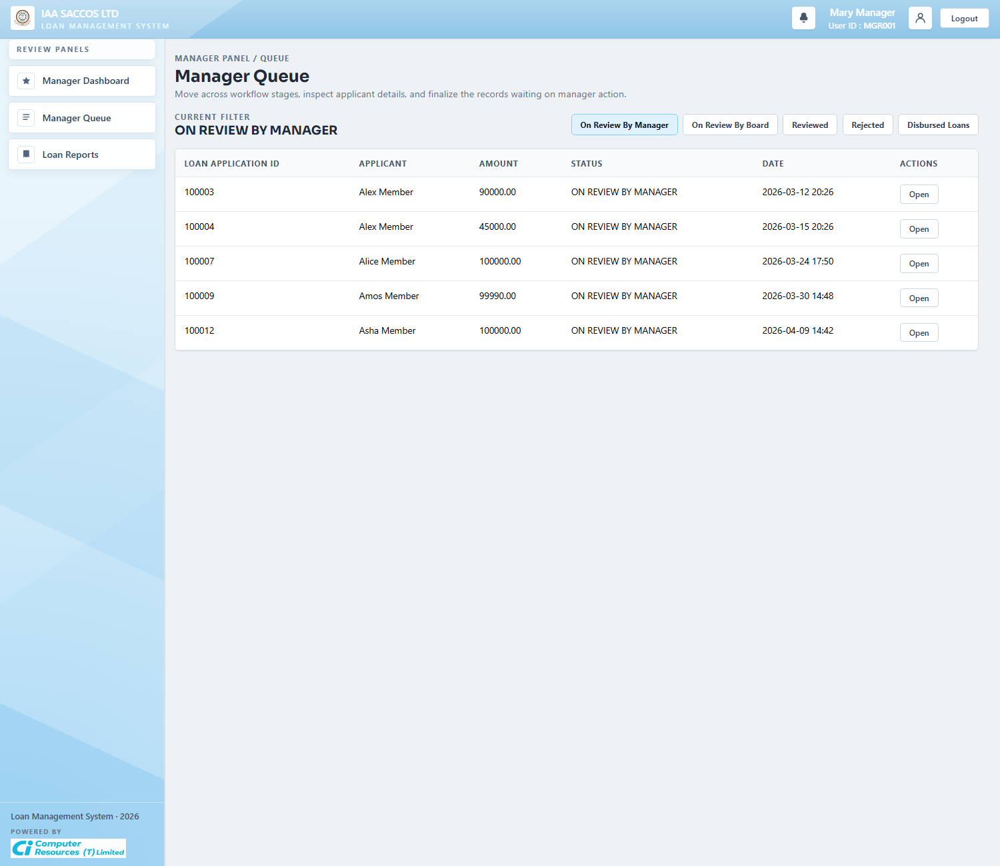 IAA SACCOS LTD
LOAN MANAGEMENT SYSTEM
Mary Manager
User ID : MGR001
Logout
REVIEW PANELS
Manager Dashboard
Manager Queue
Loan Reports
MANAGER PANEL / QUEUE
Manager Queue
Move across workflow stages, inspect applicant details, and finalize the records waiting on manager action.
CURRENT FILTER
ON REVIEW BY MANAGER
On Review By Manager On Review By Board Reviewed Rejected Disbursed Loans
LOAN APPLICATION ID APPLICANT AMOUNT STATUS DATE ACTIONS
100003 Alex Member 90000.00 ON REVIEW BY MANAGER 2026-03-12 20:26 Open
100004 Alex Member 45000.00 ON REVIEW BY MANAGER 2026-03-15 20:26 Open
100007 Alice Member 100000.00 ON REVIEW BY MANAGER 2026-03-24 17:50 Open
100009 Amos Member 99990.00 ON REVIEW BY MANAGER 2026-03-30 14:48 Open
100012 Asha Member 100000.00 ON REVIEW BY MANAGER 2026-04-09 14:42 Open
Loan Management System · 2026
POWERED BY
Ci Computer
Resources (T) Limited